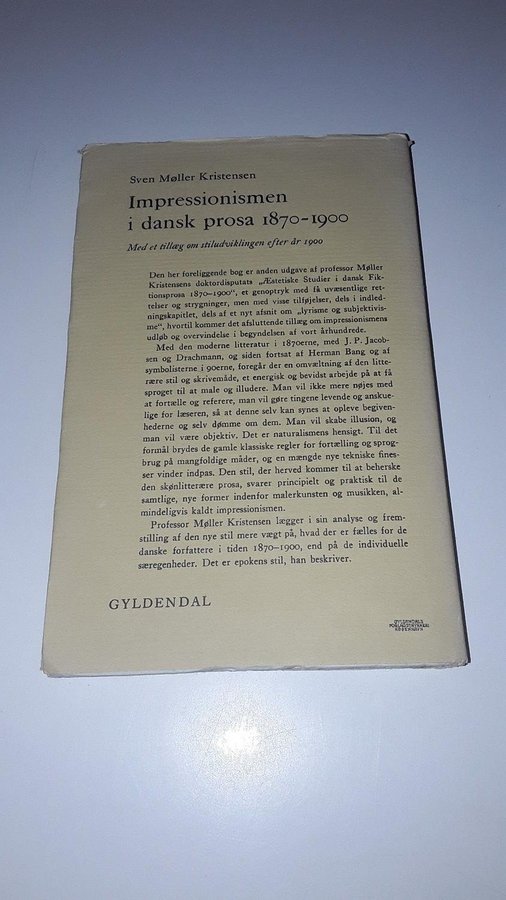 Sven Møller Kristensen
Impressionismen
i dansk prosa 1870-1900
Med et tillæg om stiludviklingen efter år 1900
Den her foreliggende bog er anden udgave af professor Møller
Kristensens doktordisputats „Æstetiske Studier i dansk Fik-
tionsprosa 1870-1900“, et genoptryk med få uvæsentlige ret-
telser og strygninger, men med visse tilføjelser, dels i indled-
ningskapitlet, dels af et nyt afsnit om „lyrisme og subjektivis-
me“, hvortil kommer det afsluttende tillæg om impressionismens
udløb og overvindelse i begyndelsen af vort århundrede.
Med den moderne litteratur i 1870erne, med J. P. Jacob-
sen og Drachmann, og siden fortsat af Herman Bang og af
symbolisterne i 90erne, foregår der en omvæltning af den litte-
rære stil og skrivemåde, et energisk og bevidst arbejde på at få
sproget til at male og illudere. Man vil ikke mere nøjes med
at fortælle og referere, man vil gøre tingene levende og anskue-
lige for læseren, så at denne selv kan synes at opleve begiven-
hederne og selv dømme om dem. Man vil skabe illusion, og
man vil være objektiv. Det er naturalismens hensigt. Til det
formål brydes de gamle klassiske regler for fortælling og sprog-
brug på mangfoldige måder, og en mængde nye tekniske fines-
ser vinder indpas. Den stil, der herved kommer til at beherske
den skønlitterære prosa, svarer principielt og praktisk til de
samtlige, nye former indenfor malerkunsten og musikken, al-
mindeligvis kaldt impressionismen.
Professor Møller Kristensen lægger i sin analyse og frem-
stilling af den nye stil mere vægt på, hvad der er fælles for de
danske forfattere i tiden 1870-1900, end på de individuelle
særegenheder. Det er epokens stil, han beskriver.
GYLDENDAL
GYLDENDALS
FORLAGSTRYKKERI
KØBENHAVN